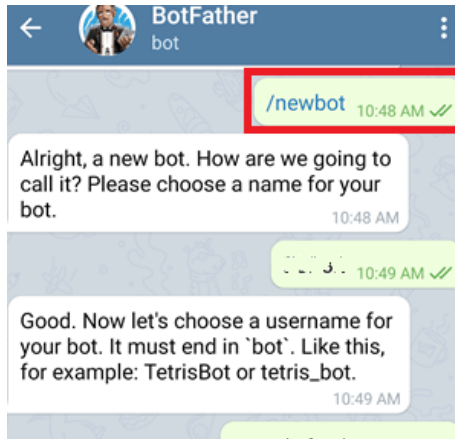 BotFather
bot
/newbot 10:48 AM
Alright, a new bot. How are we going to
call it? Please choose a name for your
bot.
10:48 AM
10:49 AM
Good. Now let's choose a username for
your bot. It must end in `bot`. Like this,
for example: TetrisBot or tetris_bot.
10:49 AM